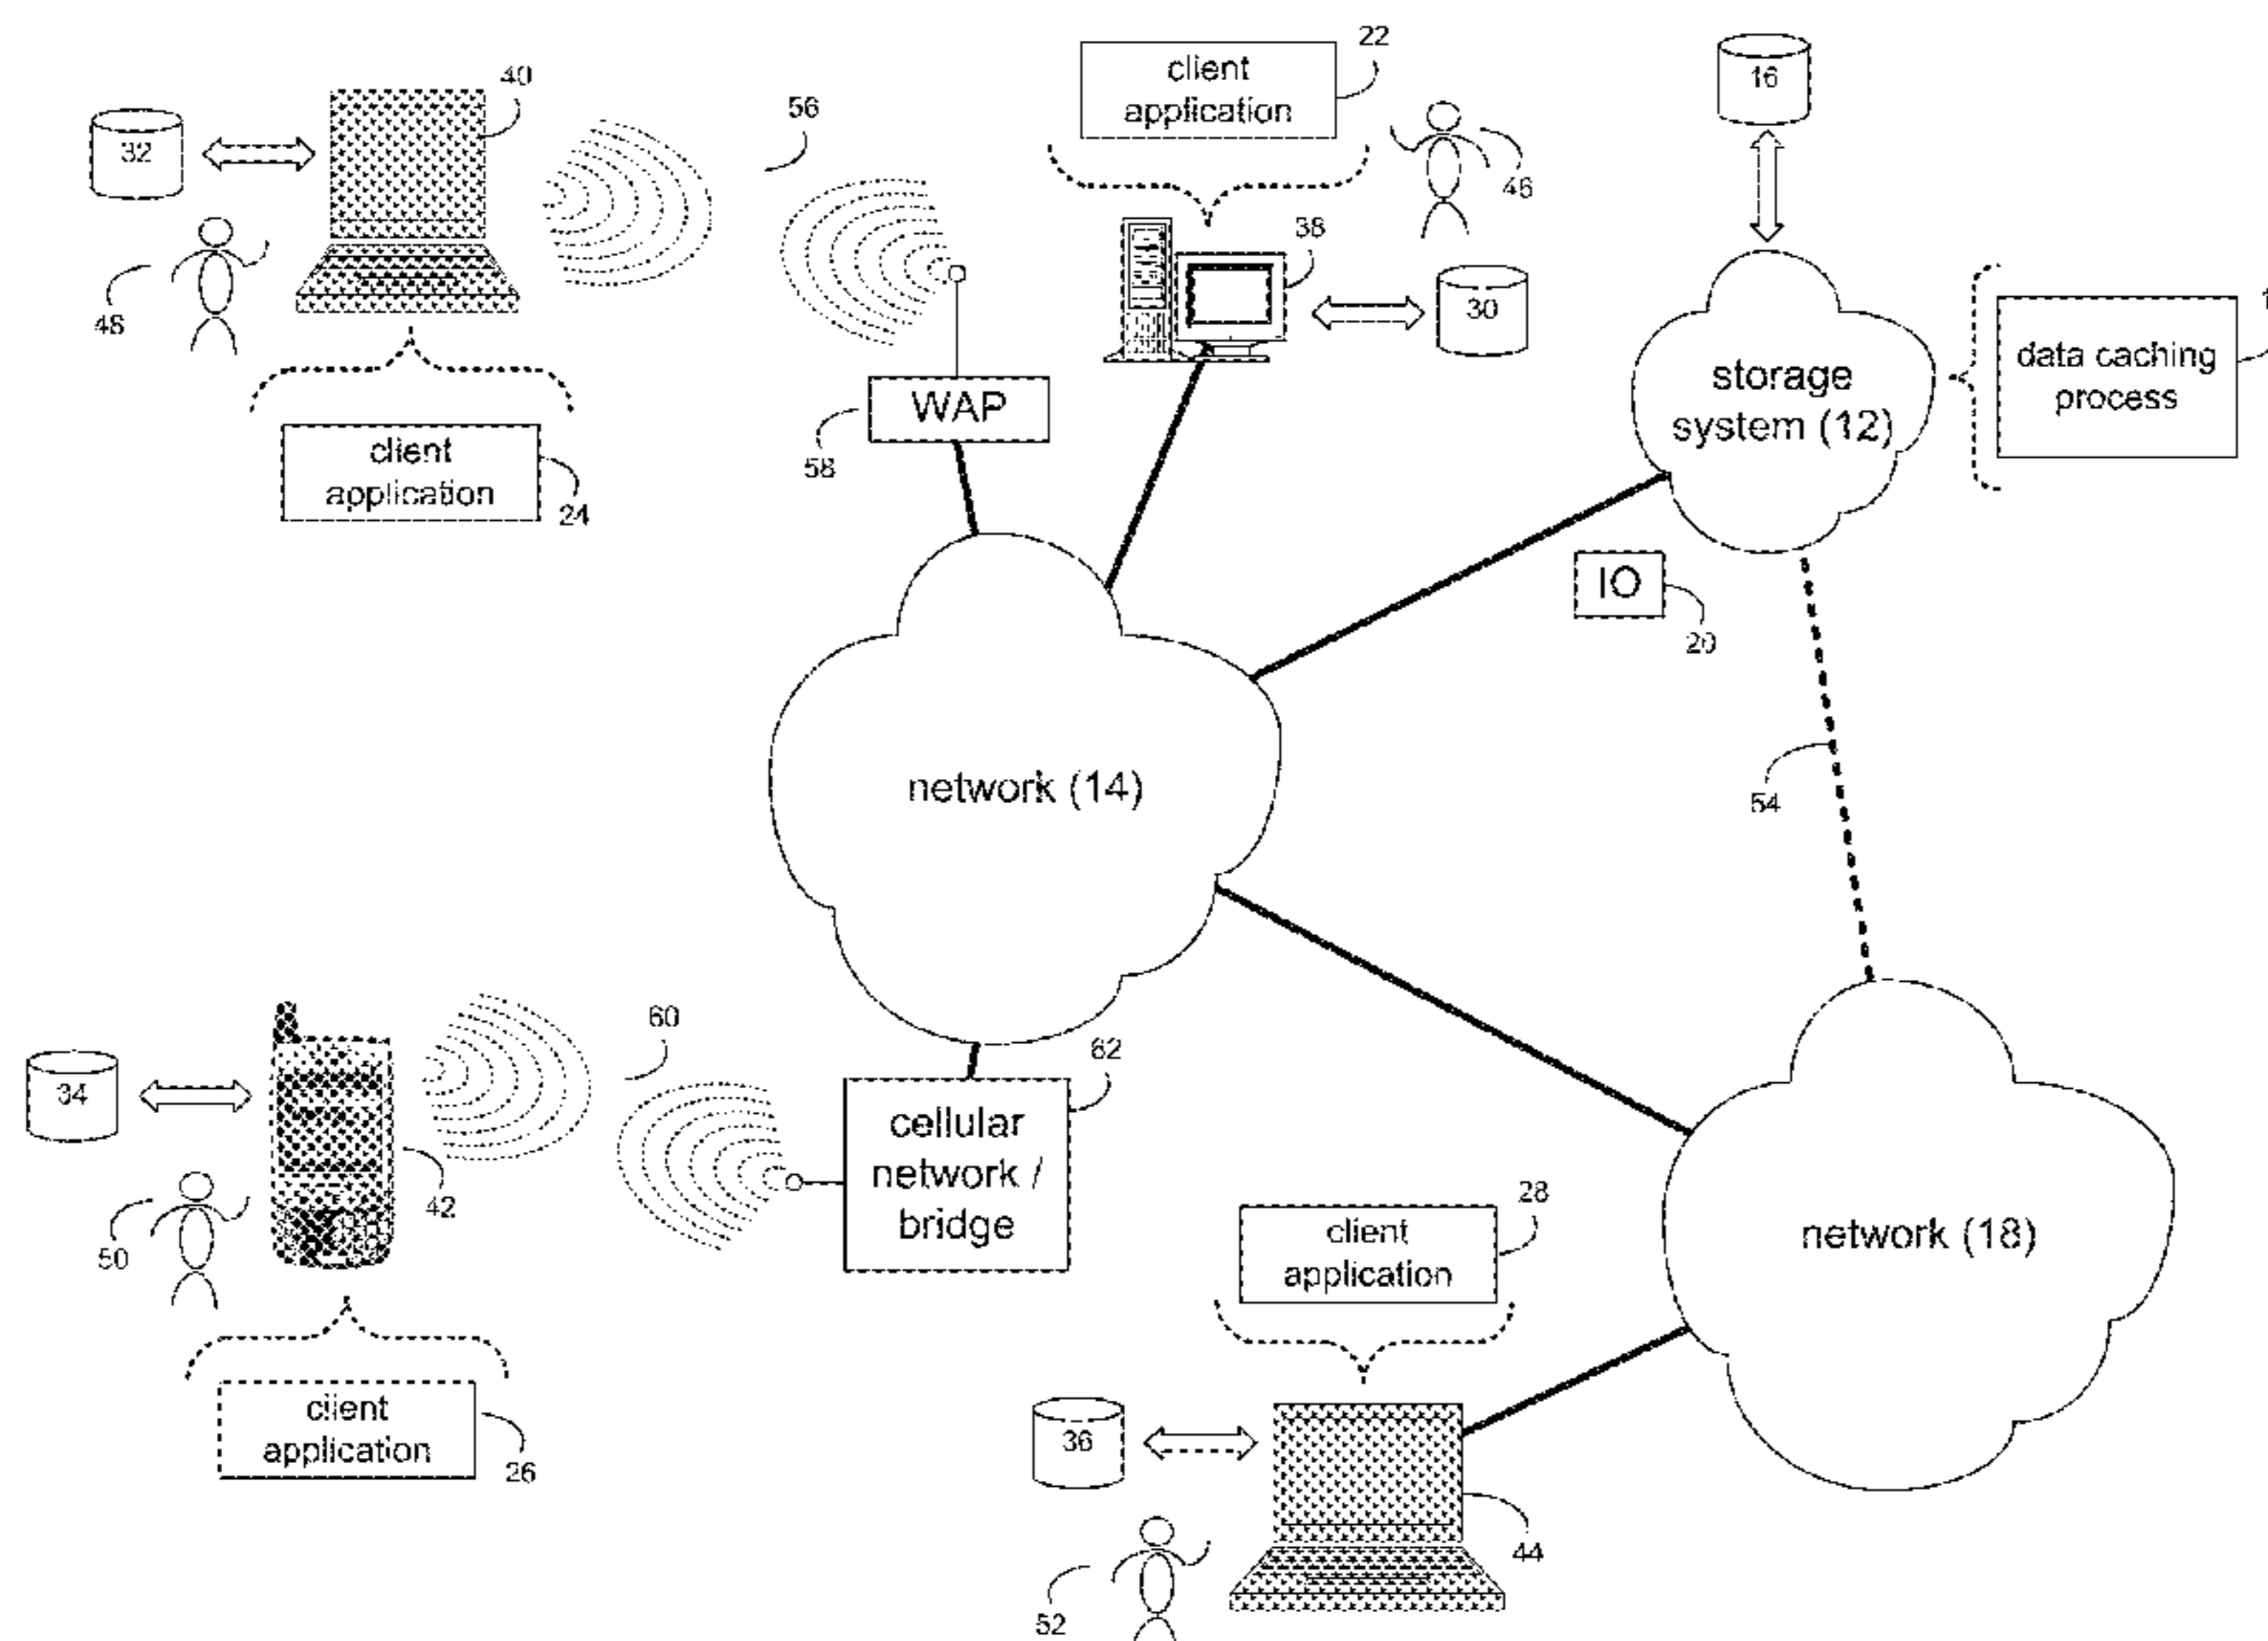 40
32
56
client
application
22
46
16
38
30
48
client
application
24
WAP
58
storage
system (12)
data caching
process
IO
20
network (14)
54
34
60
62
42
50
cellular
network /
bridge
28
client
application
network (18)
client
application
26
36
44
52